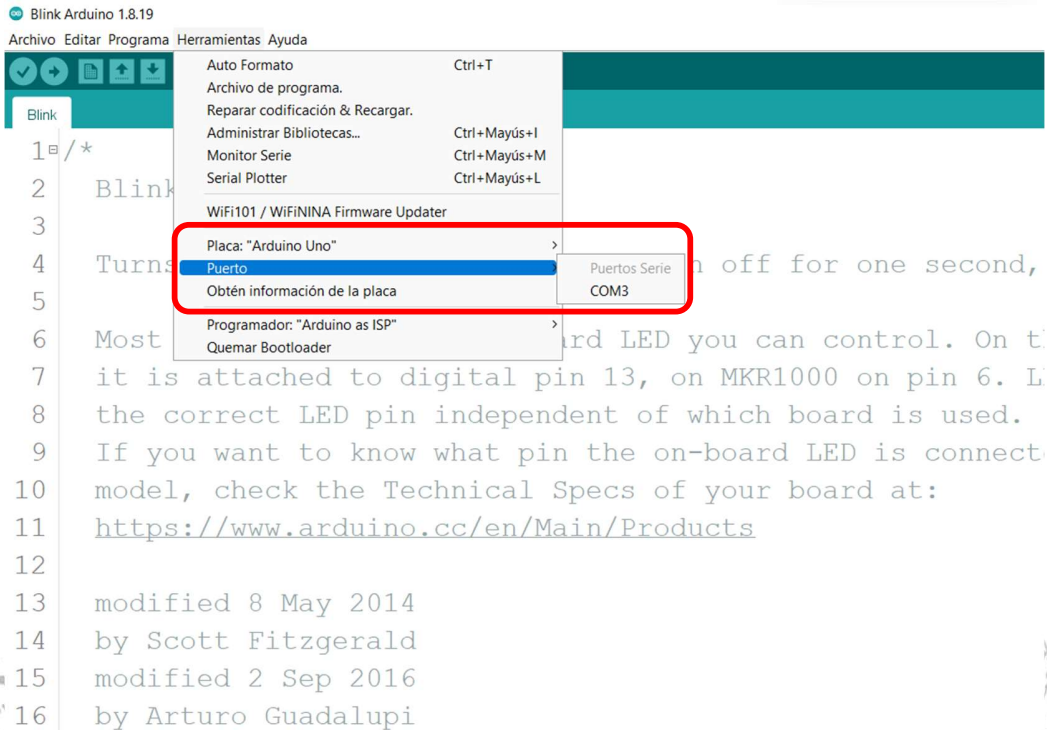 Blink Arduino 1.8.19
Archivo Editar Programa Herramientas Ayuda
Auto Formato Ctrl+T
Archivo de programa.
Reparar codificación & Recargar.
Administrar Bibliotecas... Ctrl+Mayús+I
Monitor Serie Ctrl+Mayús+M
Serial Plotter Ctrl+Mayús+L
WiFi101 / WiFiNINA Firmware Updater
Placa: "Arduino Uno"
Puerto
Obtén información de la placa
Programador: "Arduino as ISP"
Quemar Bootloader
Puertos Serie
COM3
Blink
1 /*
2 Blink
3
4 Turns off for one second,
5
6 Most LED you can control. On
7 it is attached to digital pin 13, on MKR1000 on pin 6.
8 the correct LED pin independent of which board is used.
9 If you want to know what pin the on-board LED is
10 model, check the Technical Specs of your board at:
11 https://www.arduino.cc/en/Main/Products
12
13 modified 8 May 2014
14 by Scott Fitzgerald
15 modified 2 Sep 2016
16 by Arturo Guadalupi